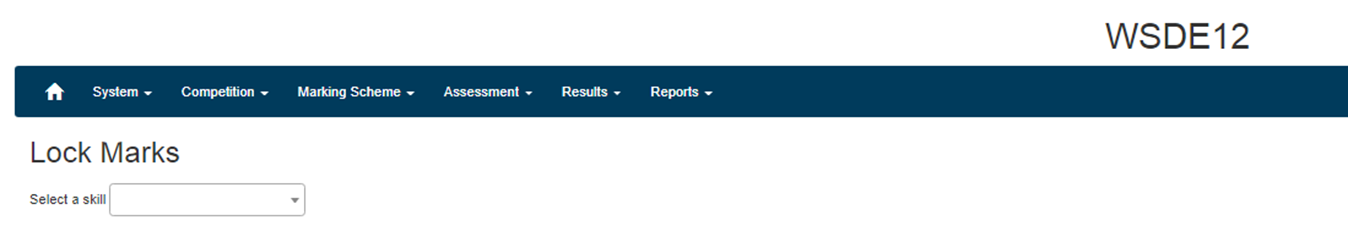 WSDE12
System Competition Marking Scheme Assessment Results Reports
Lock Marks
Select a skill